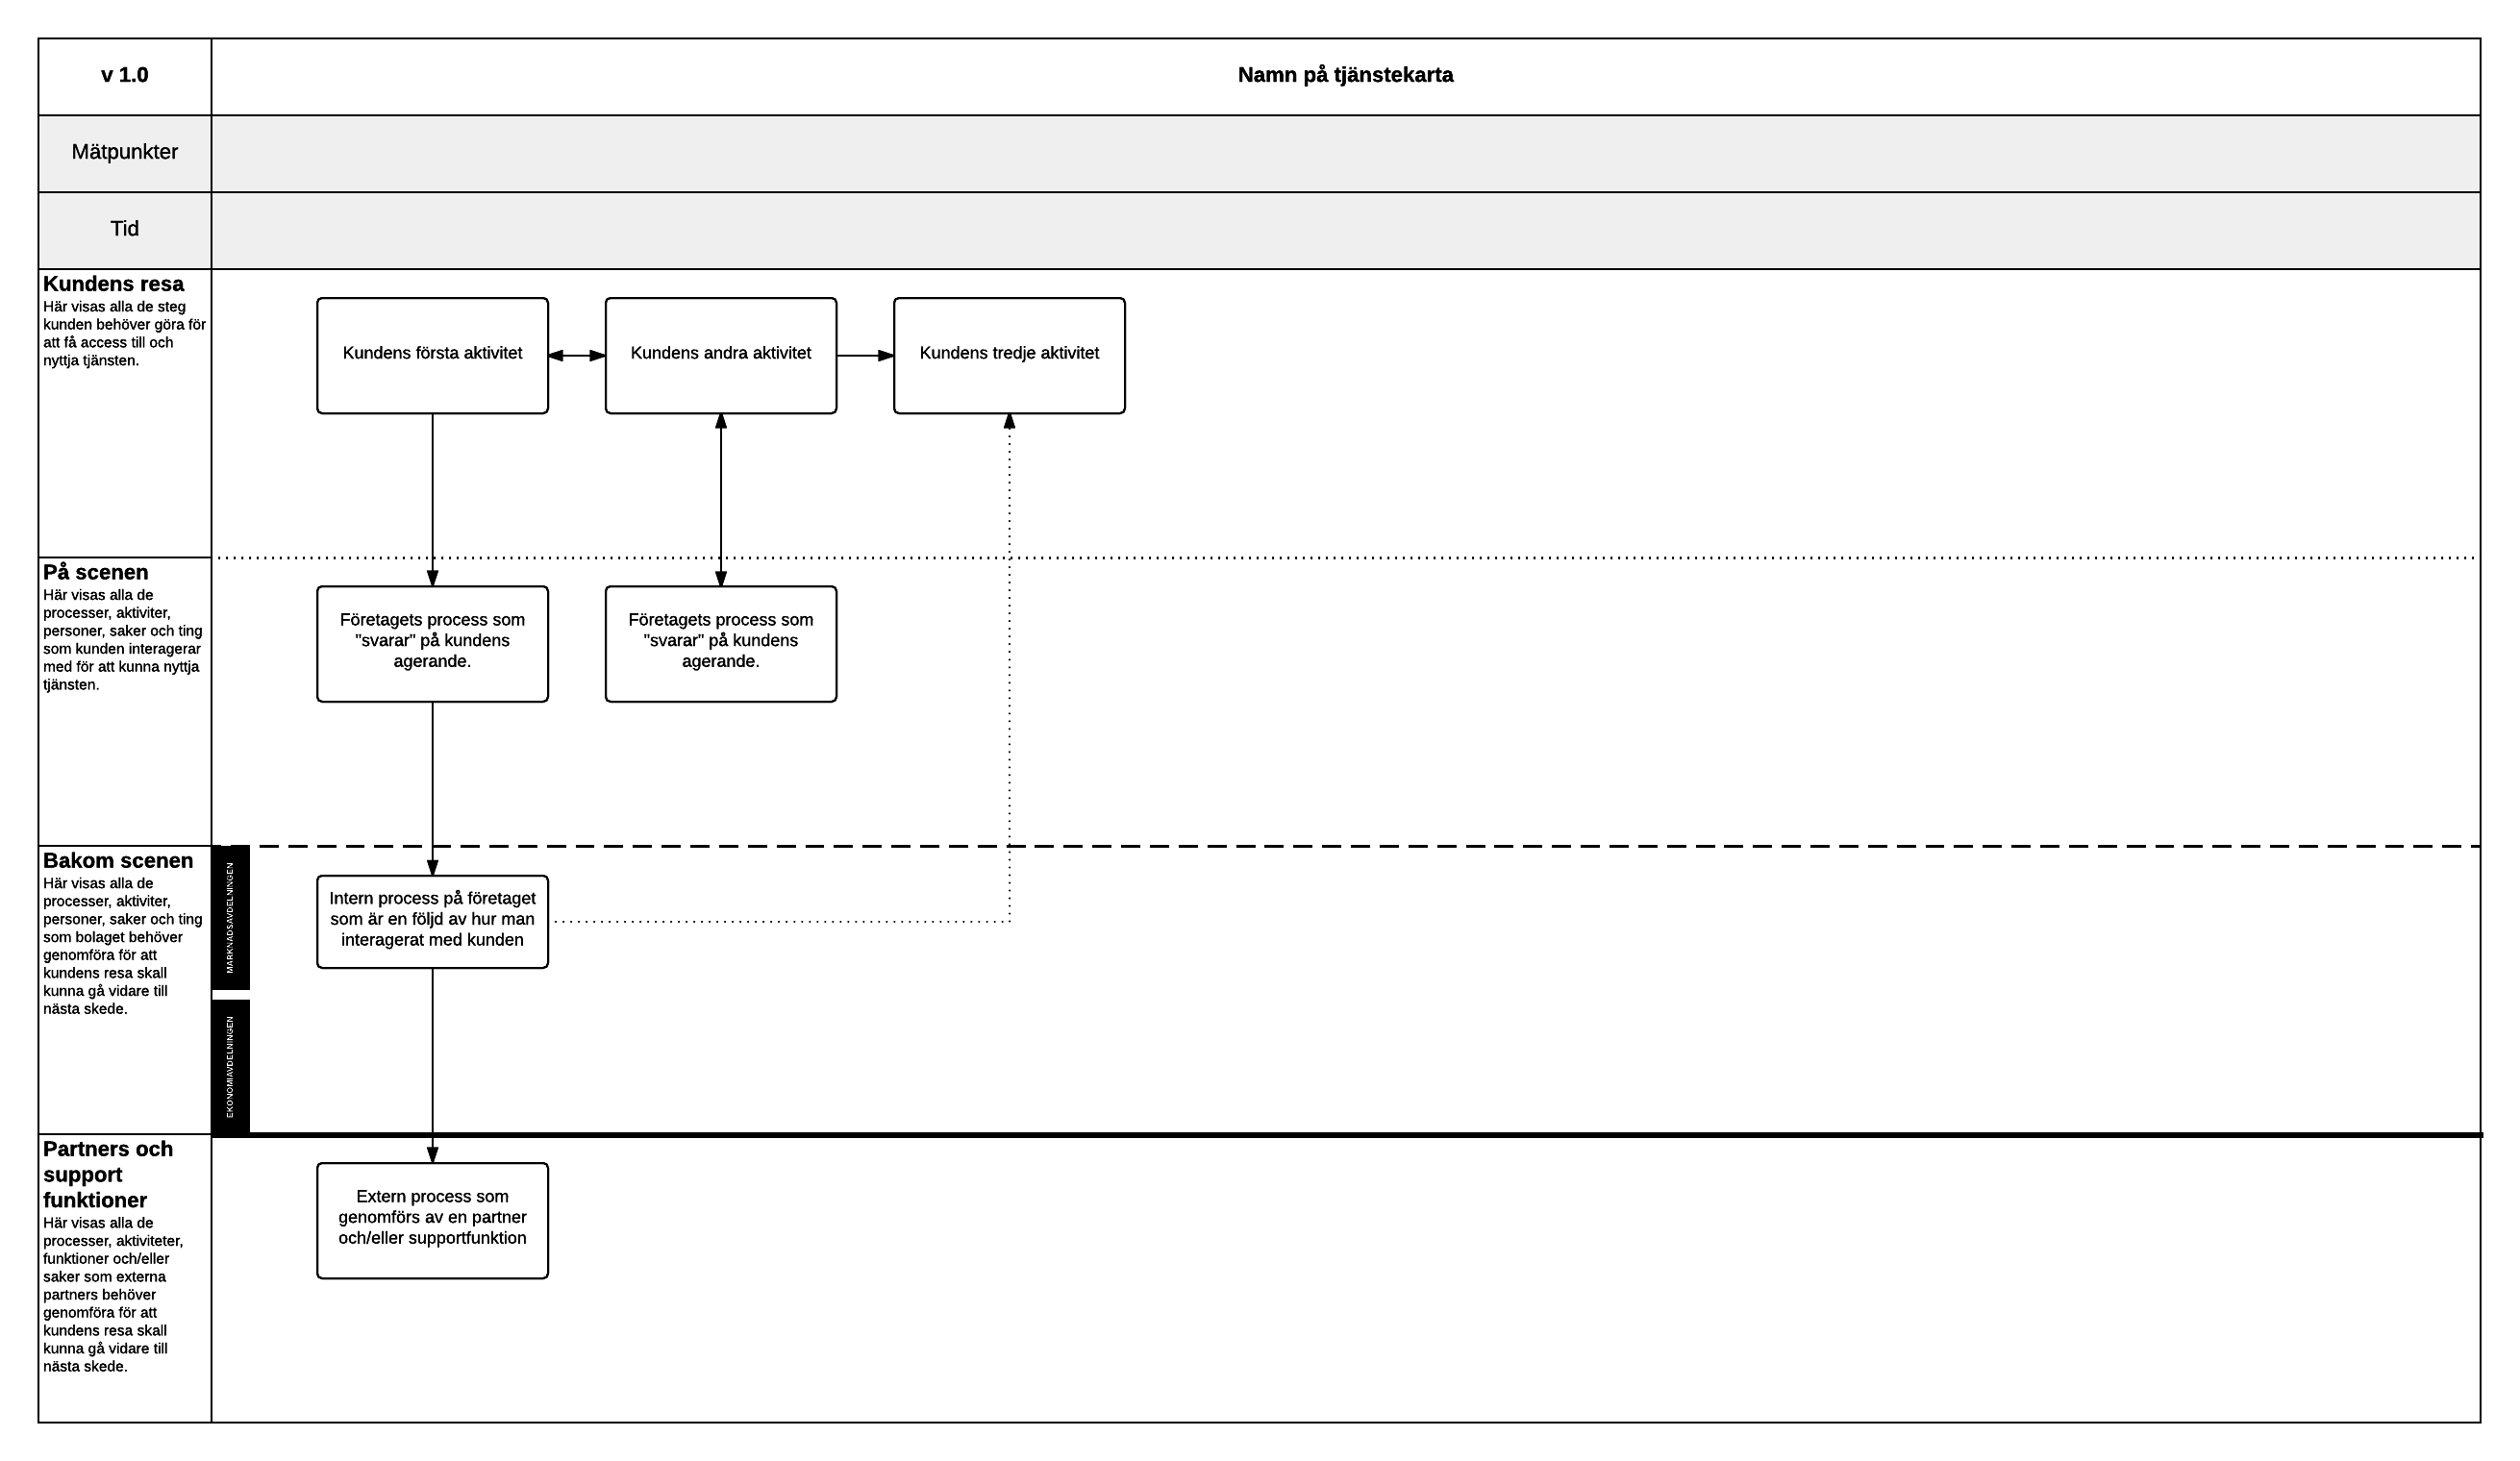 v 1.0
Namn på tjänstekarta
Mätpunkter
Tid
Kundens resa
Här visas alla de steg
kunden behöver göra för
att få access till och
nyttja tjänsten.
Kundens första aktivitet
Kundens andra aktivitet
Kundens tredje aktivitet
På scenen
Här visas alla de
processer, aktiviter,
personer, saker och ting
som kunden interagerar
med för att kunna nyttja
tjänsten.
Företagets process som
"svarar" på kundens
agerande.
Företagets process som
"svarar" på kundens
agerande.
Bakom scenen
Här visas alla de
processer, aktiviter,
personer, saker och ting
som bolaget behöver
genomföra för att
kundens resa skall
kunna gå vidare till
nästa skede.
MARKNADSAVDELNINGEN
EKONOMIAVDELNINGEN
Intern process på företaget
som är en följd av hur man
interagerat med kunden
Partners och
support
funktioner
Här visas alla de
processer, aktiviteter,
funktioner och/eller
saker som externa
partners behöver
genomföra för att
kundens resa skall
kunna gå vidare till
nästa skede.
Extern process som
genomförs av en partner
och/eller supportfunktion